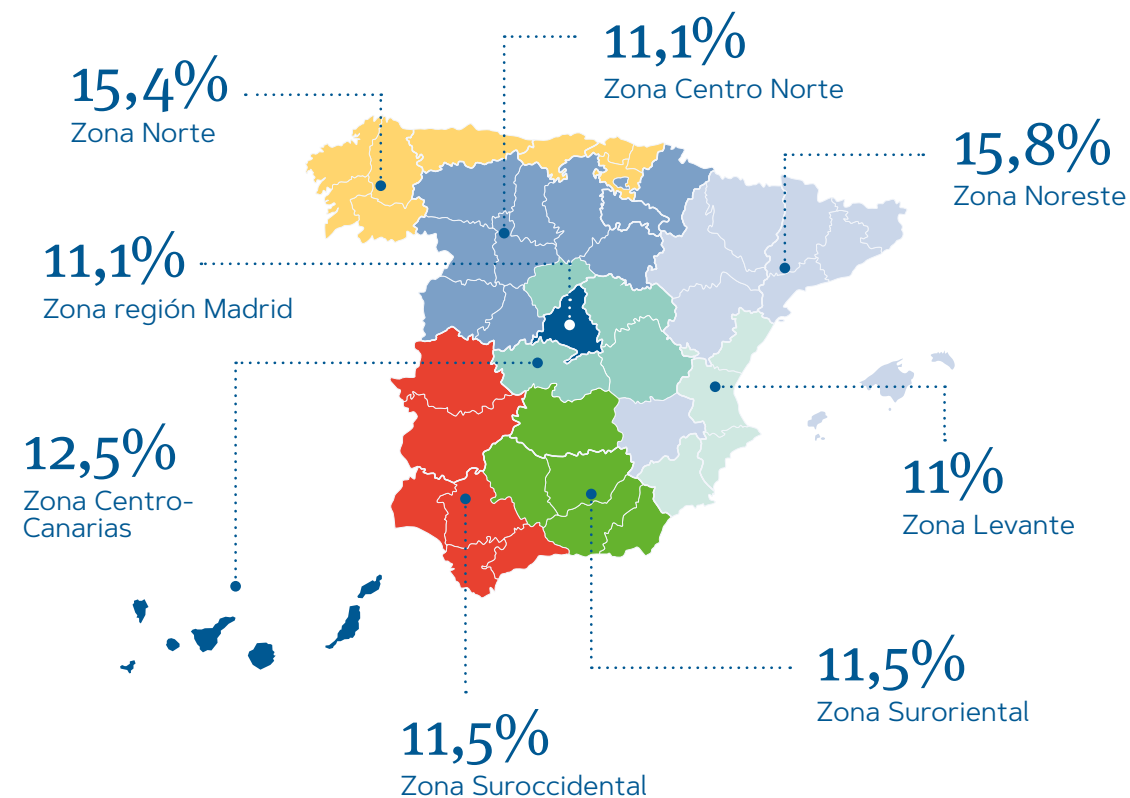 11,1%
Zona Centro Norte
15,4%
Zona Norte
15,8%
Zona Noreste
11,1%
Zona región Madrid
12,5%
Zona Centro-
Canarias
11%
Zona Levante
11,5%
Zona Suroriental
11,5%
Zona Suroccidental